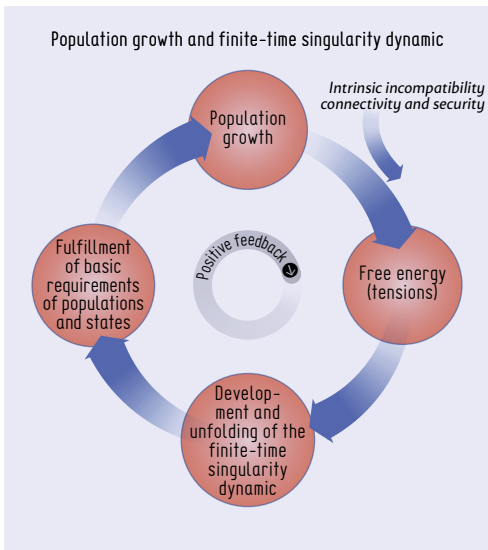 Population growth and finite-time singularity dynamic
Intrinsic incompatibility
connectivity and security
Population
growth
Positive feedback
Free energy
(tensions)
Fulfillment
of basic
requirements
of populations
and states
Develop-
ment and
unfolding of the
finite-time
singularity
dynamic